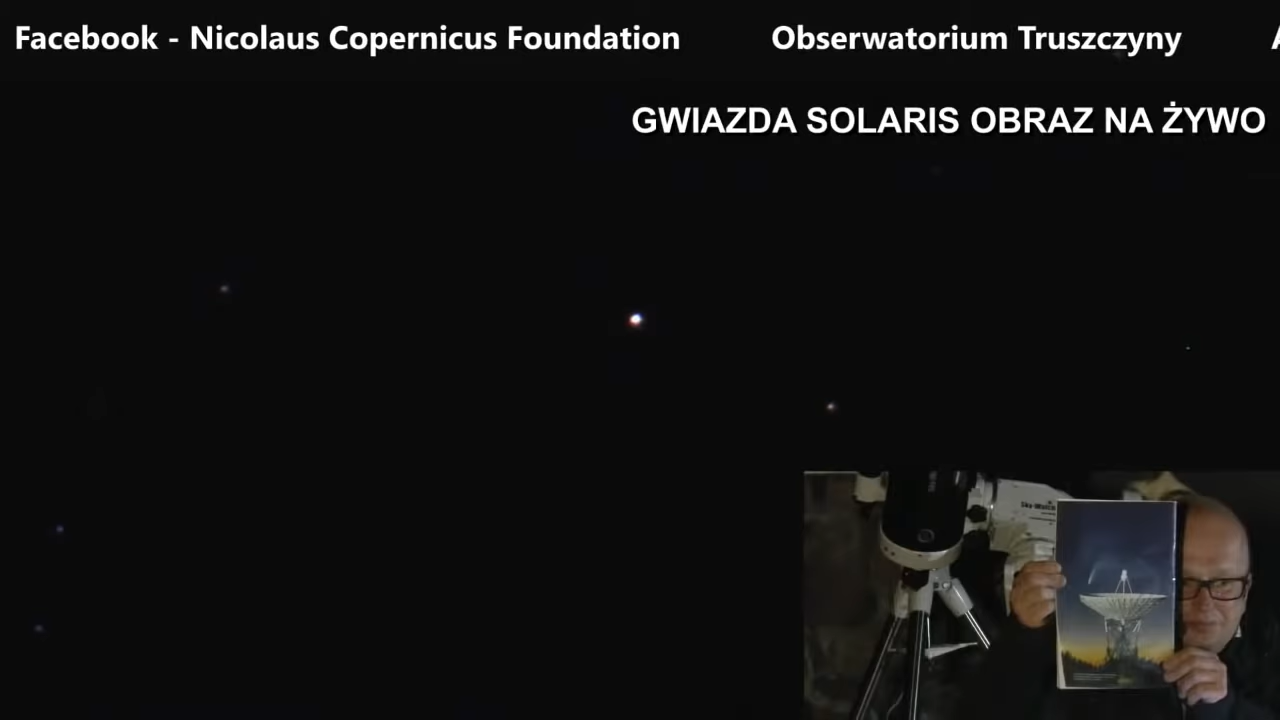 Facebook - Nicolaus Copernicus Foundation Obserwatorium Truszczyny
GWIAZDA SOLARIS OBRAZ NA ŻYWO